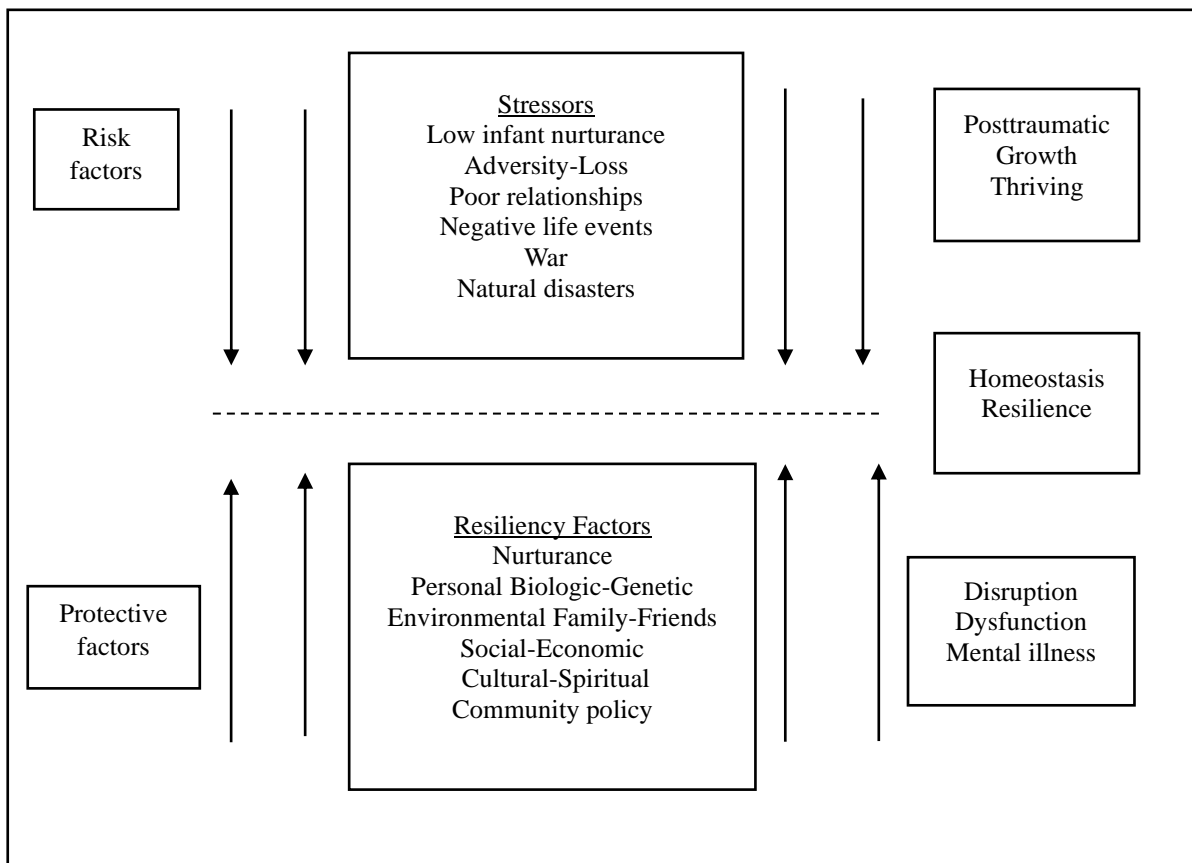 Risk
factors
Stressors
Low infant nurturance
Adversity-Loss
Poor relationships
Negative life events
War
Natural disasters
Posttraumatic
Growth
Thriving
Homeostasis
Resilience
Protective
factors
Resiliency Factors
Nurturance
Personal Biologic-Genetic
Environmental Family-Friends
Social-Economic
Cultural-Spiritual
Community policy
Disruption
Dysfunction
Mental illness